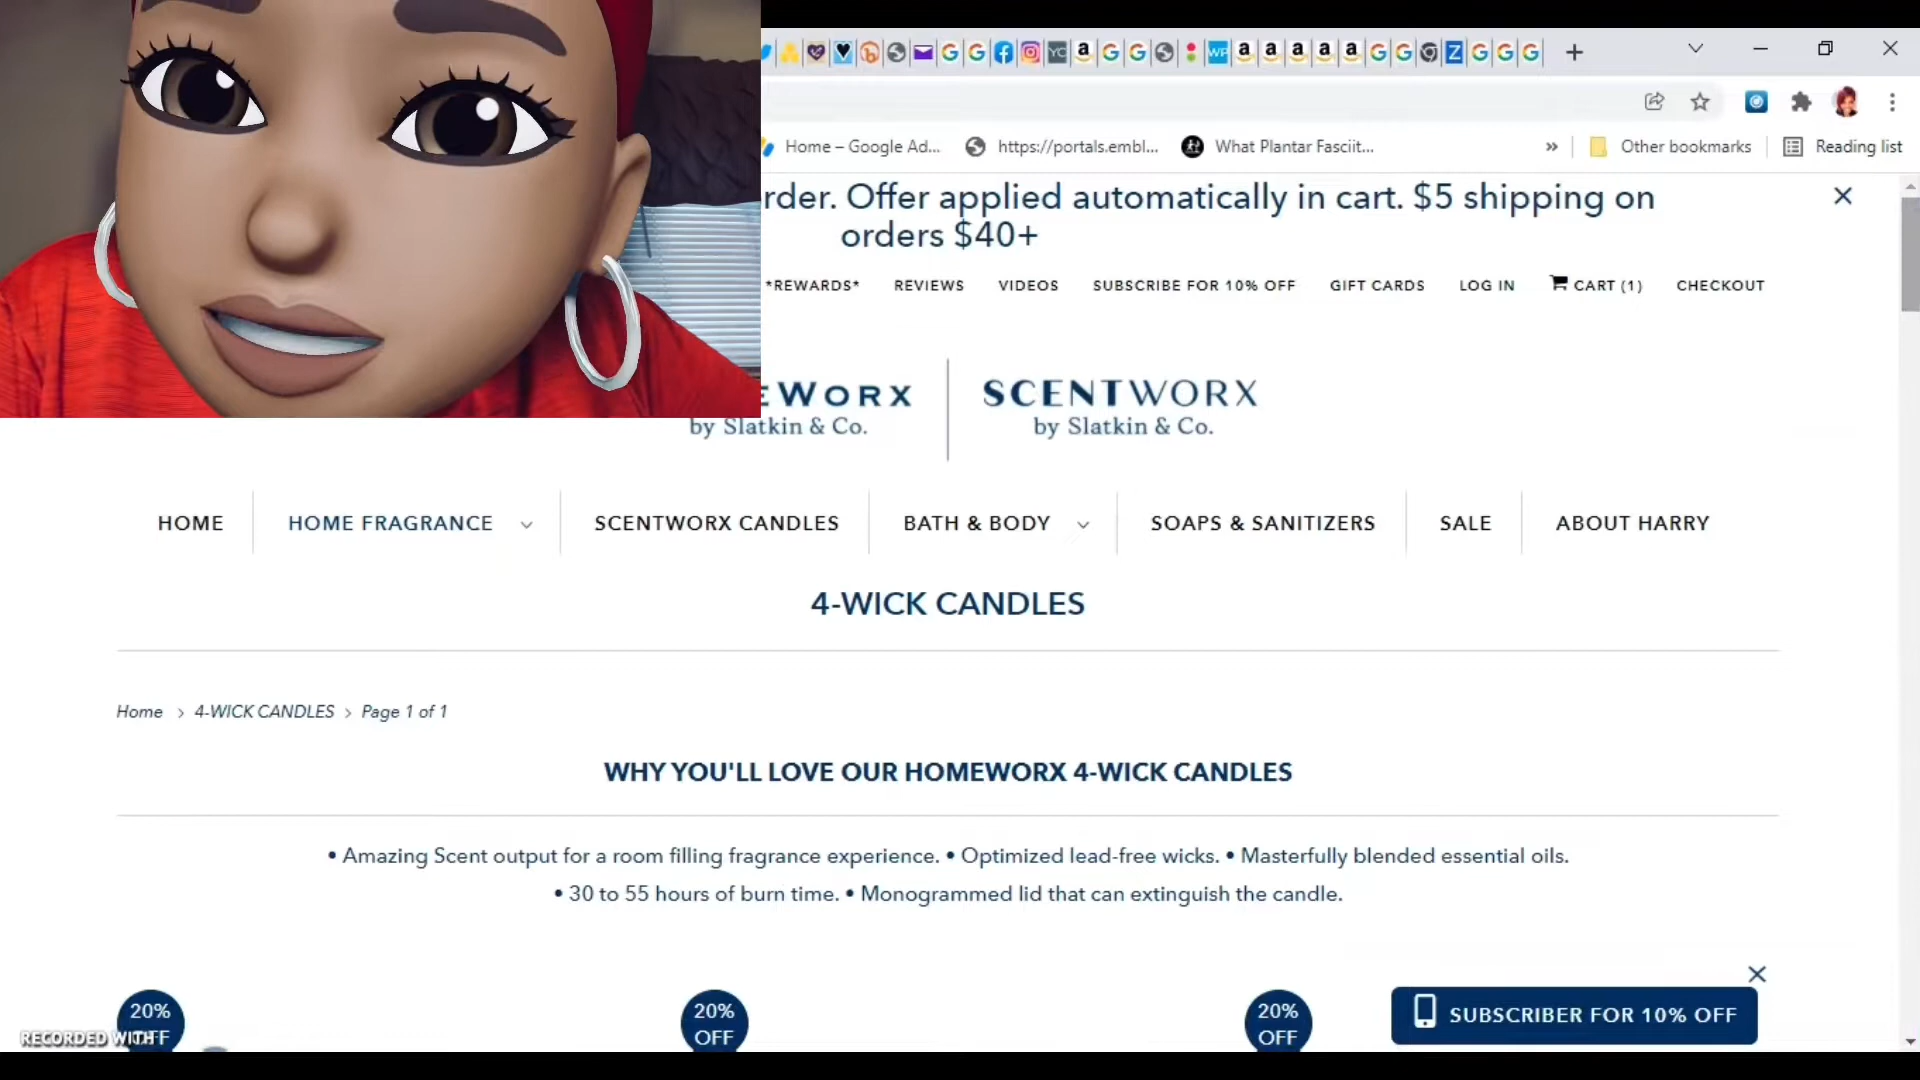 Home – Google Ad...
https://portals.embl...
What Plantar Fasciit...
»
Other bookmarks
Reading list
rder. Offer applied automatically in cart. $5 shipping on
orders $40+
*REWARDS*
REVIEWS
VIDEOS
SUBSCRIBE FOR 10% OFF
GIFT CARDS
LOG IN
CART (1)
CHECKOUT
EWORX
by Slatkin & Co.
SCENTWORX
by Slatkin & Co.
HOME
HOME FRAGRANCE
SCENTWORX CANDLES
BATH & BODY
SOAPS & SANITIZERS
SALE
ABOUT HARRY
4-WICK CANDLES
Home > 4-WICK CANDLES > Page 1 of 1
WHY YOU'LL LOVE OUR HOMEWORX 4-WICK CANDLES
• Amazing Scent output for a room filling fragrance experience. • Optimized lead-free wicks. • Masterfully blended essential oils.
• 30 to 55 hours of burn time. • Monogrammed lid that can extinguish the candle.
20%
OFF
20%
OFF
20%
OFF
SUBSCRIBER FOR 10% OFF
RECORDED WITH